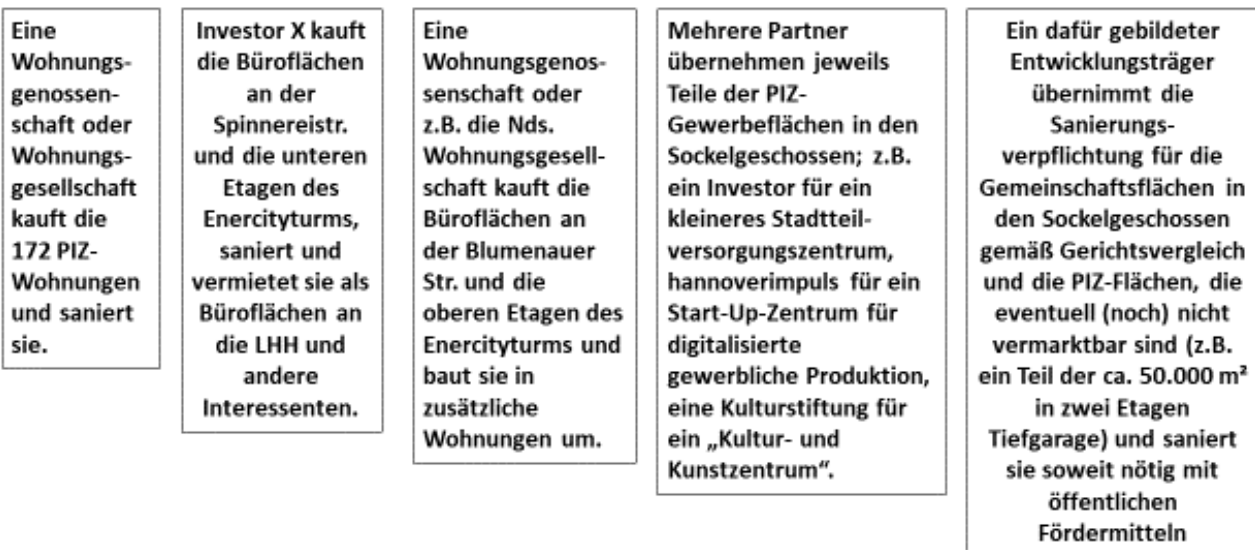 Eine
Wohnungs-
genossen-
schaft oder
Wohnungs-
gesellschaft
kauft die
172 PIZ-
Wohnungen
und saniert
sie.
Investor X kauft
die Büroflächen
an der
Spinnereistr.
und die unteren
Etagen des
Enercityturms,
saniert und
vermietet sie als
Büroflächen an
die LHH und
andere
Interessenten.
Eine
Wohnungsgenos-
senschaft oder
z.B. die Nds.
Wohnungsgesell-
schaft kauft die
Büroflächen an
der Blumenauer
Str. und die
oberen Etagen des
Enercityturms und
baut sie in
zusätzliche
Wohnungen um.
Mehrere Partner
übernehmen jeweils
Teile der PIZ-
Gewerbeflächen in den
Sockelgeschossen; z.B.
ein Investor für ein
kleineres Stadtteil-
versorgungszentrum,
hannoverimpuls für ein
Start-Up-Zentrum für
digitalisierte
gewerbliche Produktion,
eine Kulturstiftung für
ein „Kultur- und
Kunstzentrum“.
Ein dafür gebildeter
Entwicklungsträger
übernimmt die
Sanierungs-
verpflichtung für die
Gemeinschaftsflächen in
den Sockelgeschossen
gemäß Gerichtsvergleich
und die PIZ-Flächen, die
eventuell (noch) nicht
vermarktbar sind (z.B.
ein Teil der ca. 50.000 m²
in zwei Etagen
Tiefgarage) und saniert
sie soweit nötig mit
öffentlichen
Fördermitteln